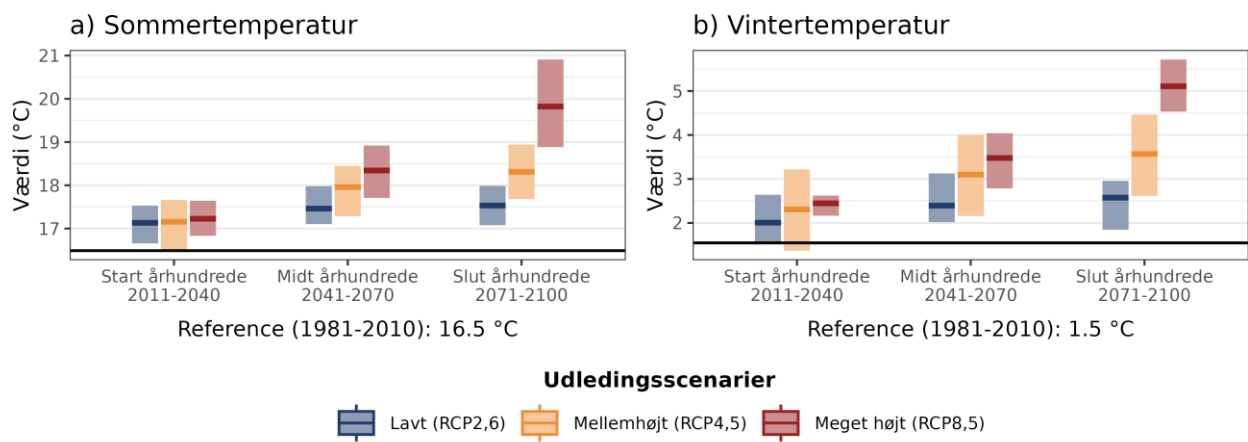 a) Sommertemperatur
Værdi (°C)
21
20
19
18
17
Start århundrede
2011-2040
Midt århundrede
2041-2070
Slut århundrede
2071-2100
Reference (1981-2010): 16.5 °C
b) Vintertemperatur
Værdi (°C)
5
4
3
2
Start århundrede
2011-2040
Midt århundrede
2041-2070
Slut århundrede
2071-2100
Reference (1981-2010): 1.5 °C
Udledingsscenarier
Lavt (RCP2,6)
Mellemhøjt (RCP4,5)
Meget højt (RCP8,5)